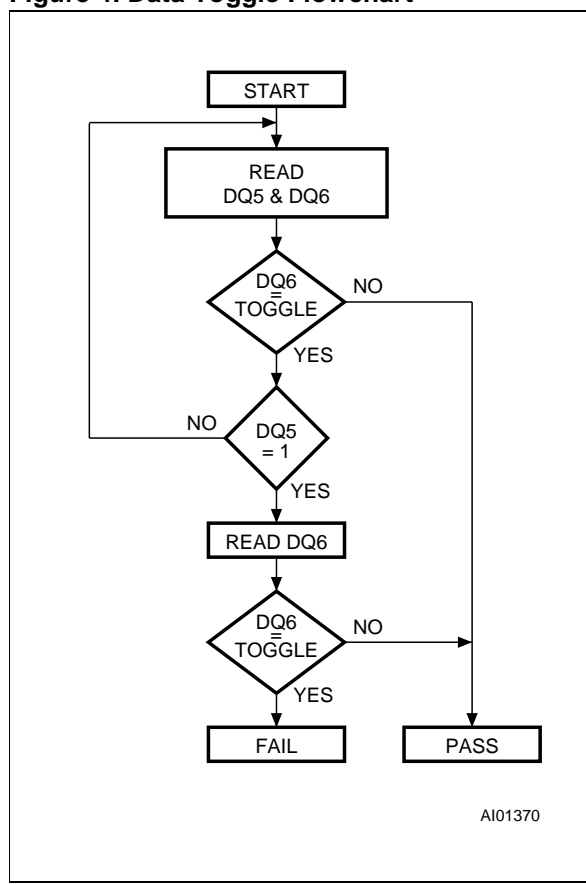 Figure 4. Data Toggle Flowchart
START
READ
DQ5 & DQ6
DQ6
=
TOGGLE
NO
YES
NO
DQ5
= 1
YES
READ DQ6
DQ6
=
TOGGLE
NO
YES
FAIL
PASS
AI01370